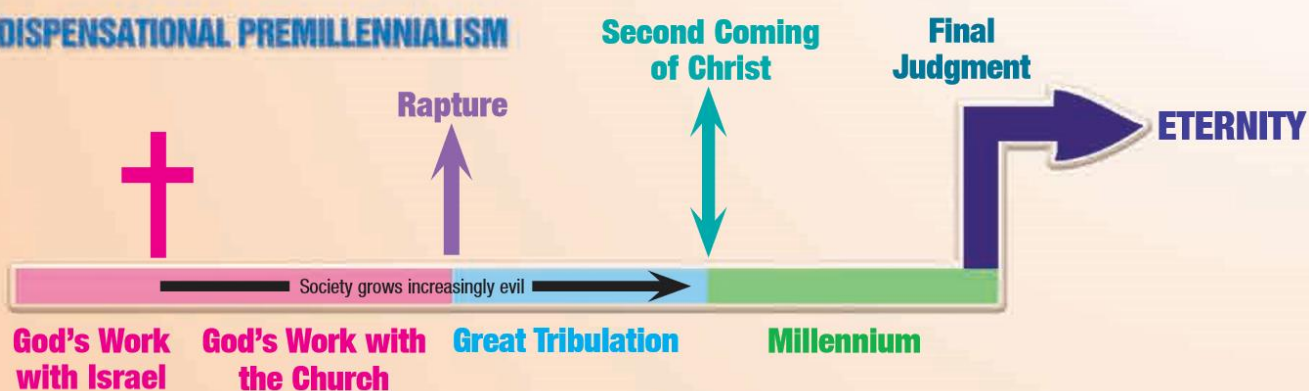 DISPENSATIONAL PREMILLENNIALISM
Second Coming
of Christ
Final
Judgment
Rapture
ETERNITY
Society grows increasingly evil
God's Work
with Israel
God's Work with
the Church
Great Tribulation
Millennium